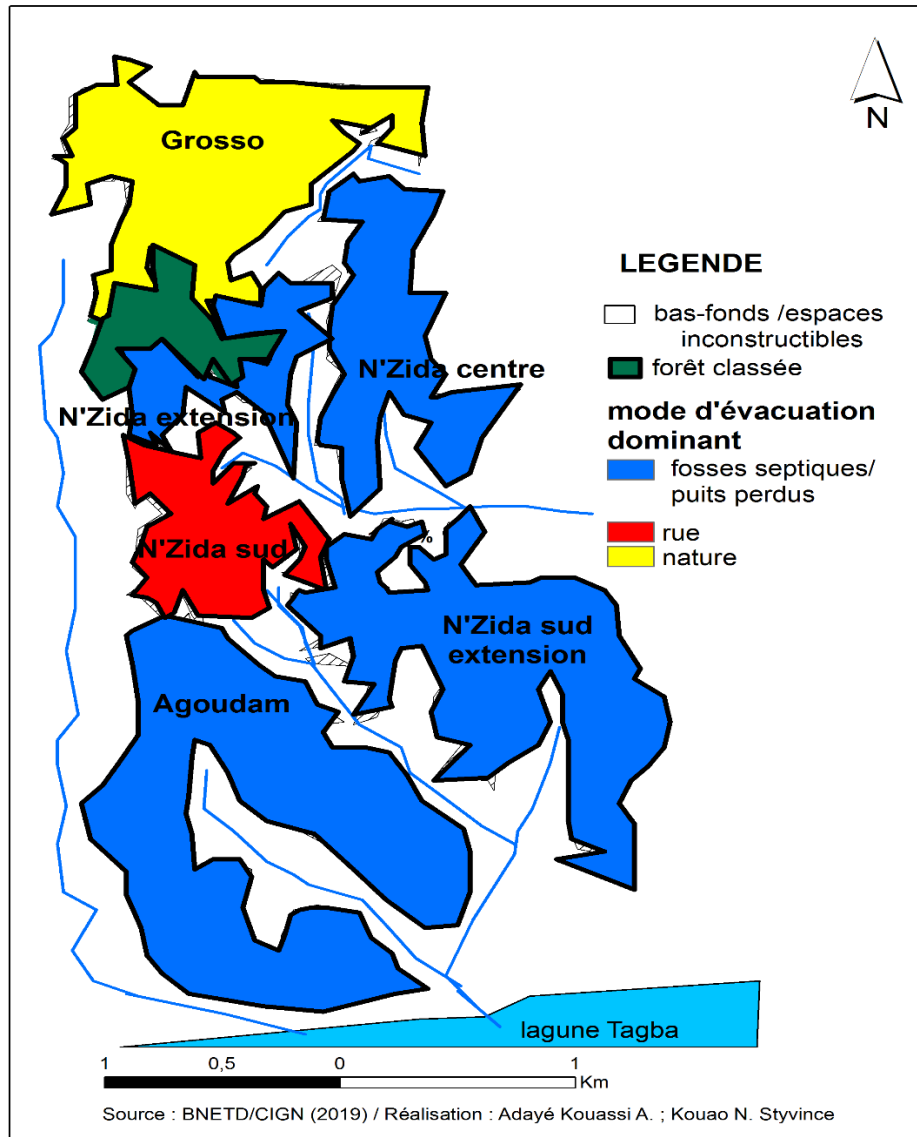 N
Grosso
LEGENDE
bas-fonds /espaces
inconstructibles
forêt classée
mode d'évacuation
dominant
fosses septiques/
puits perdus
rue
nature
N'Zida centre
N'Zida extension
N'Zida sud
%
N'Zida sud
extension
Agoudam
lagune Tagba
1 0,5 0 1
Km
Source : BNETD/CIGN (2019) / Réalisation : Adayé Kouassi A. ; Kouao N. Styvince